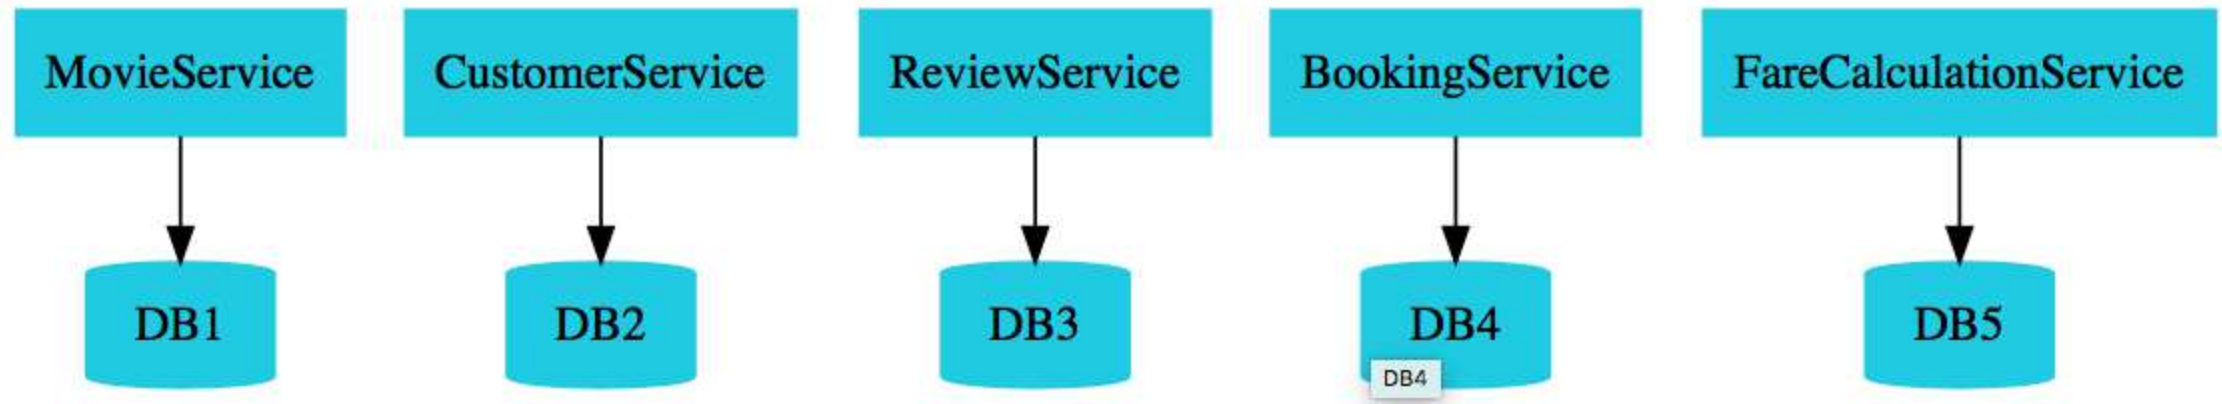 MovieService
CustomerService
ReviewService
BookingService
FareCalculationService
DB1
DB2
DB3
DB4
DB5
DB4